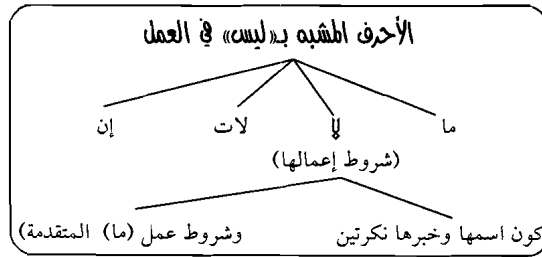 الأحرف المشبه بـ«ليس» في العمل
ما لا لات إن
(شروط إعمالها)
كون اسمها وخبرها نكرتين وشروط عمل (ما) المتقدمة)